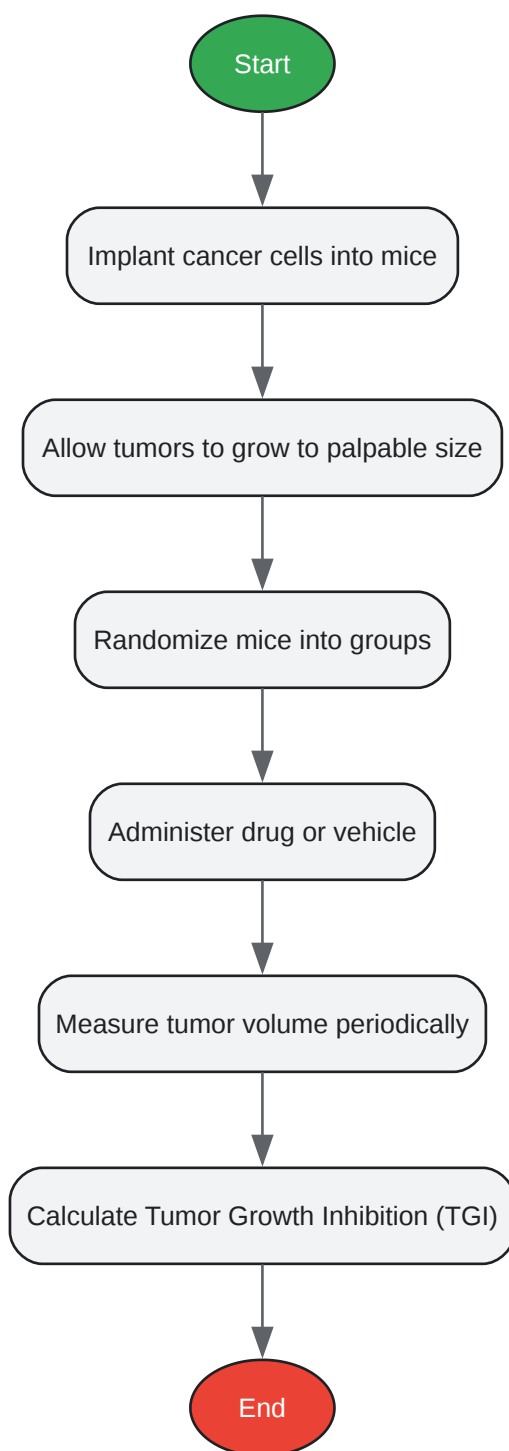 Start
Implant cancer cells into mice
Allow tumors to grow to palpable size
Randomize mice into groups
Administer drug or vehicle
Measure tumor volume periodically
Calculate Tumor Growth Inhibition (TGI)
End